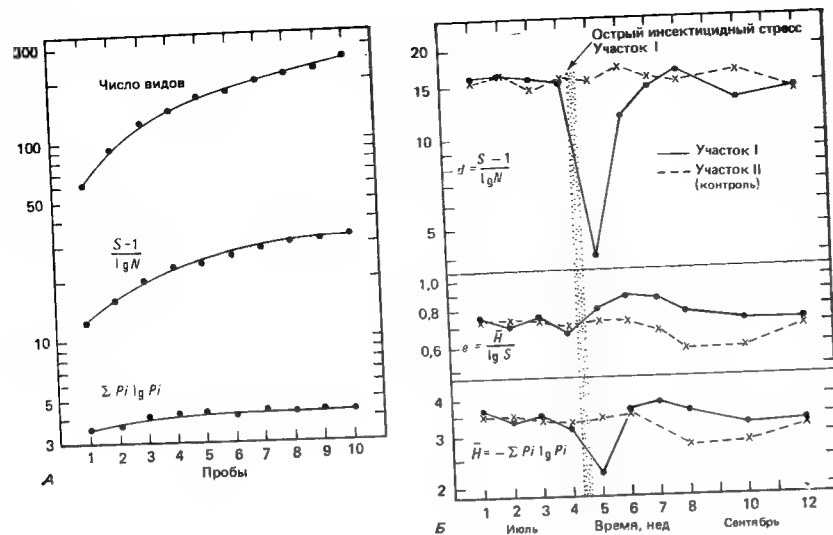 300
100
50
10
5
4
3
Число видов
S – 1
lgN
Σ Pi lg Pi
1 2 3 4 5 6 7 8 9 10
Пробы
А
Острый инсектицидный стресс
Участок I
20
15
10
5
d = S – 1
lgN
Участок I
Участок II
(контроль)
1,0
0,8
0,6
e = H̄
lg S
4
3
2
H̄ = – Σ Pi lg Pi
1 2 3 4 5 6 7 8 10 12
Июль Время, нед Сентябрь
Б